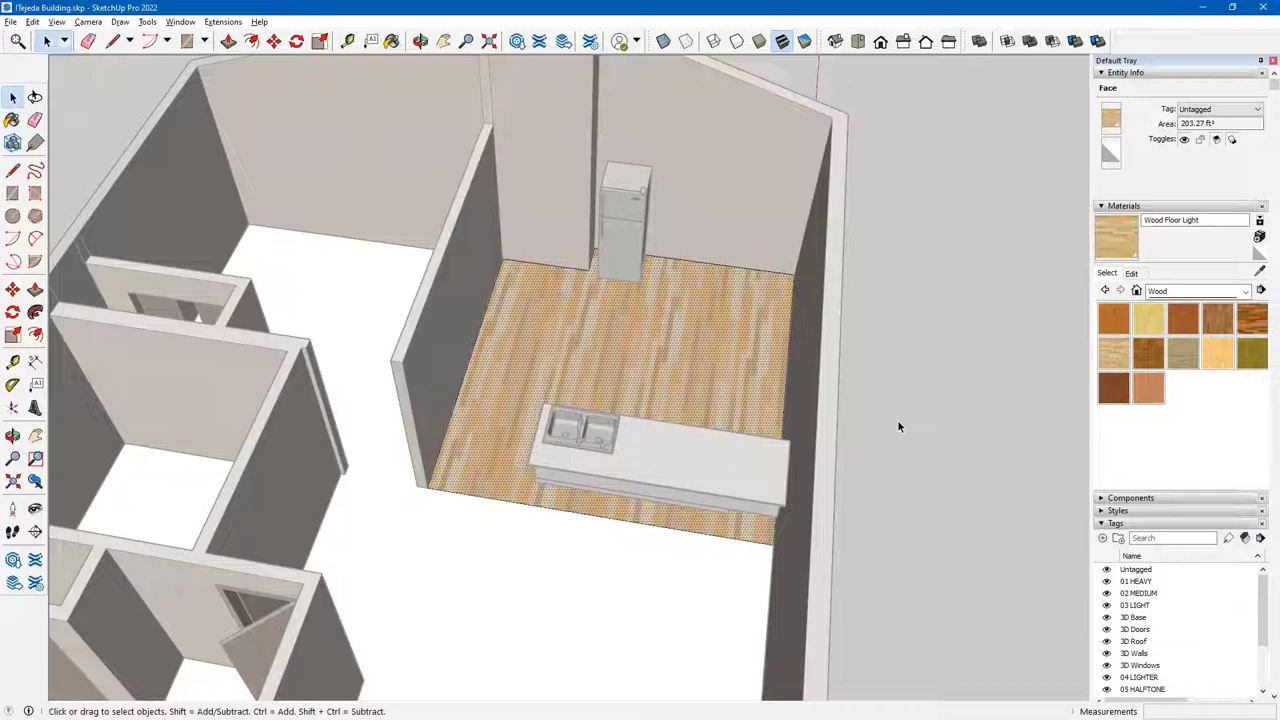 ITejeda Building.skp - SketchUp Pro 2022
File Edit View Camera Draw Tools Window Extensions Help
Default Tray
Entity Info
Face
Tag: Untagged
Area: 203.27 ft²
Toggles:
Materials
Wood Floor Light
Select Edit
Wood
Components
Styles
Tags
Search
Name
Untagged
01 HEAVY
02 MEDIUM
03 LIGHT
3D Base
3D Doors
3D Roof
3D Walls
3D Windows
04 LIGHTER
05 HALFTONE
Click or drag to select objects. Shift = Add/Subtract. Ctrl = Add. Shift + Ctrl = Subtract.
Measurements